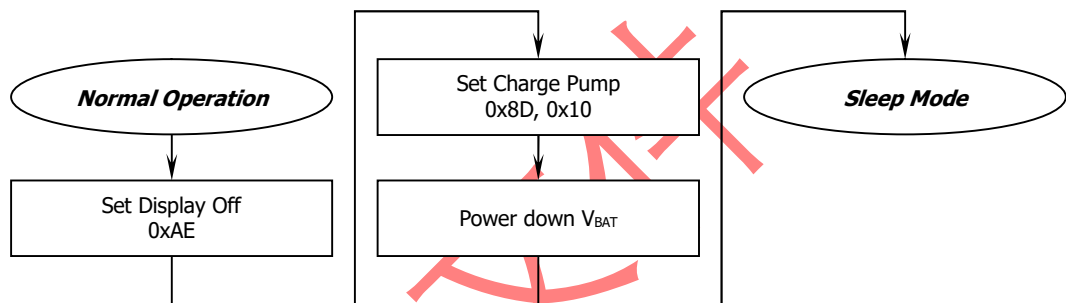 Normal Operation
Set Display Off
0xAE
Set Charge Pump
0x8D, 0x10
Power down VBAT
Sleep Mode